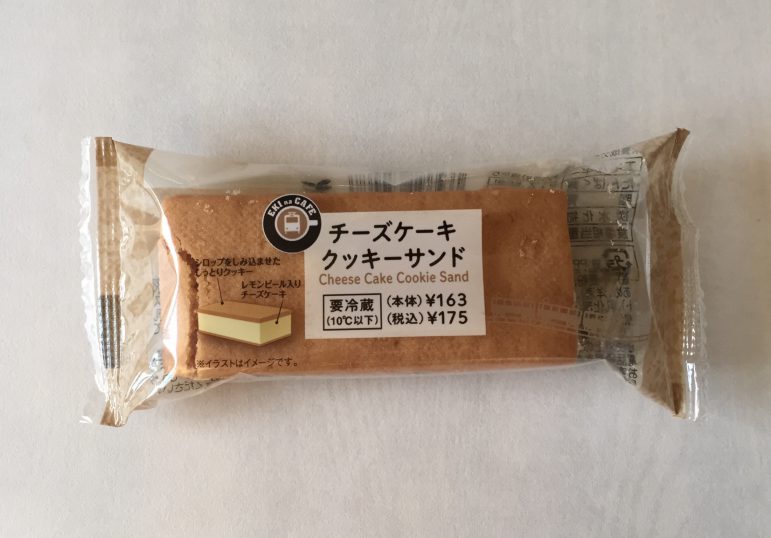 EKI na CAFE
チーズケーキ
クッキーサンド
Cheese Cake Cookie Sand
要冷蔵
(10℃以下)
(本体)¥163
(税込)¥175
シロップをしみ込ませた
しっとりクッキー
レモンピール入り
チーズケーキ
※イラストはイメージです。